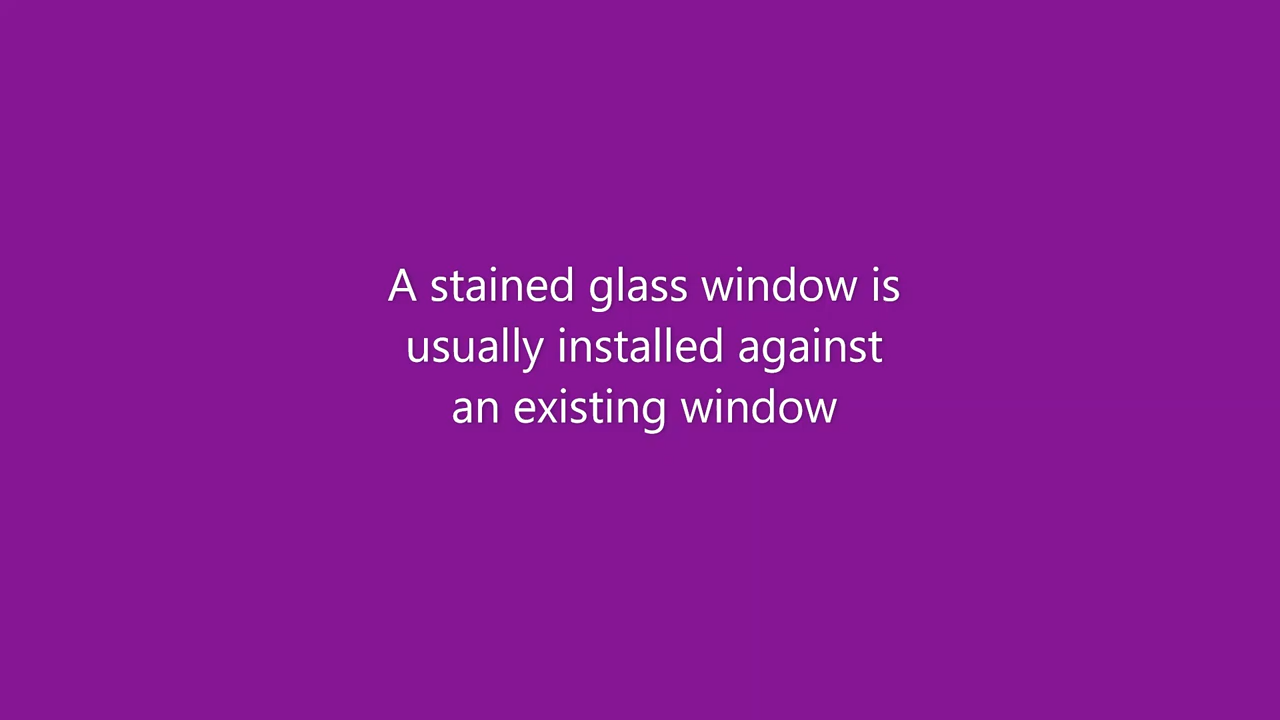 A stained glass window is
usually installed against
an existing window